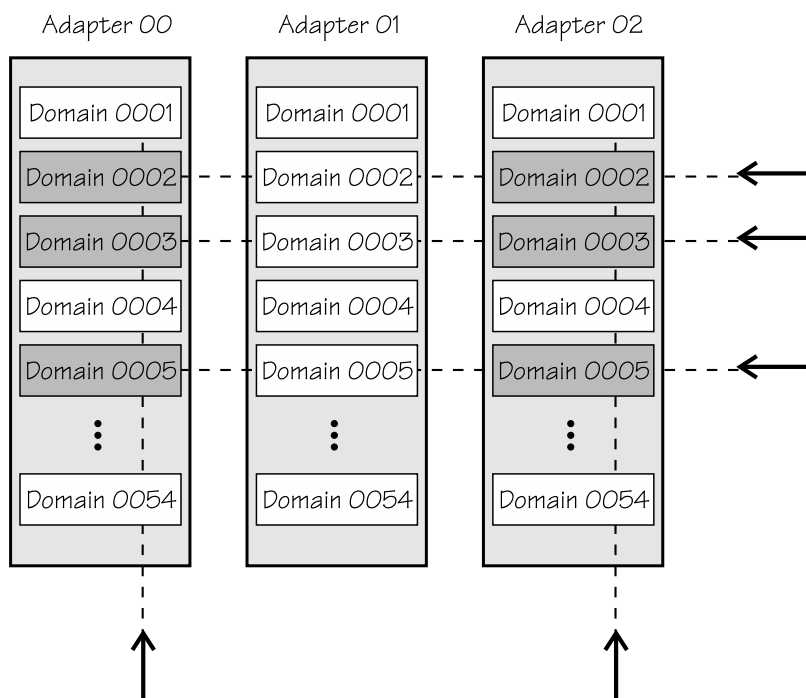 Adapter 00
Adapter 01
Adapter 02
Domain 0001
Domain 0001
Domain 0001
Domain 0002
Domain 0002
Domain 0002
Domain 0003
Domain 0003
Domain 0003
Domain 0004
Domain 0004
Domain 0004
Domain 0005
Domain 0005
Domain 0005
Domain 0054
Domain 0054
Domain 0054